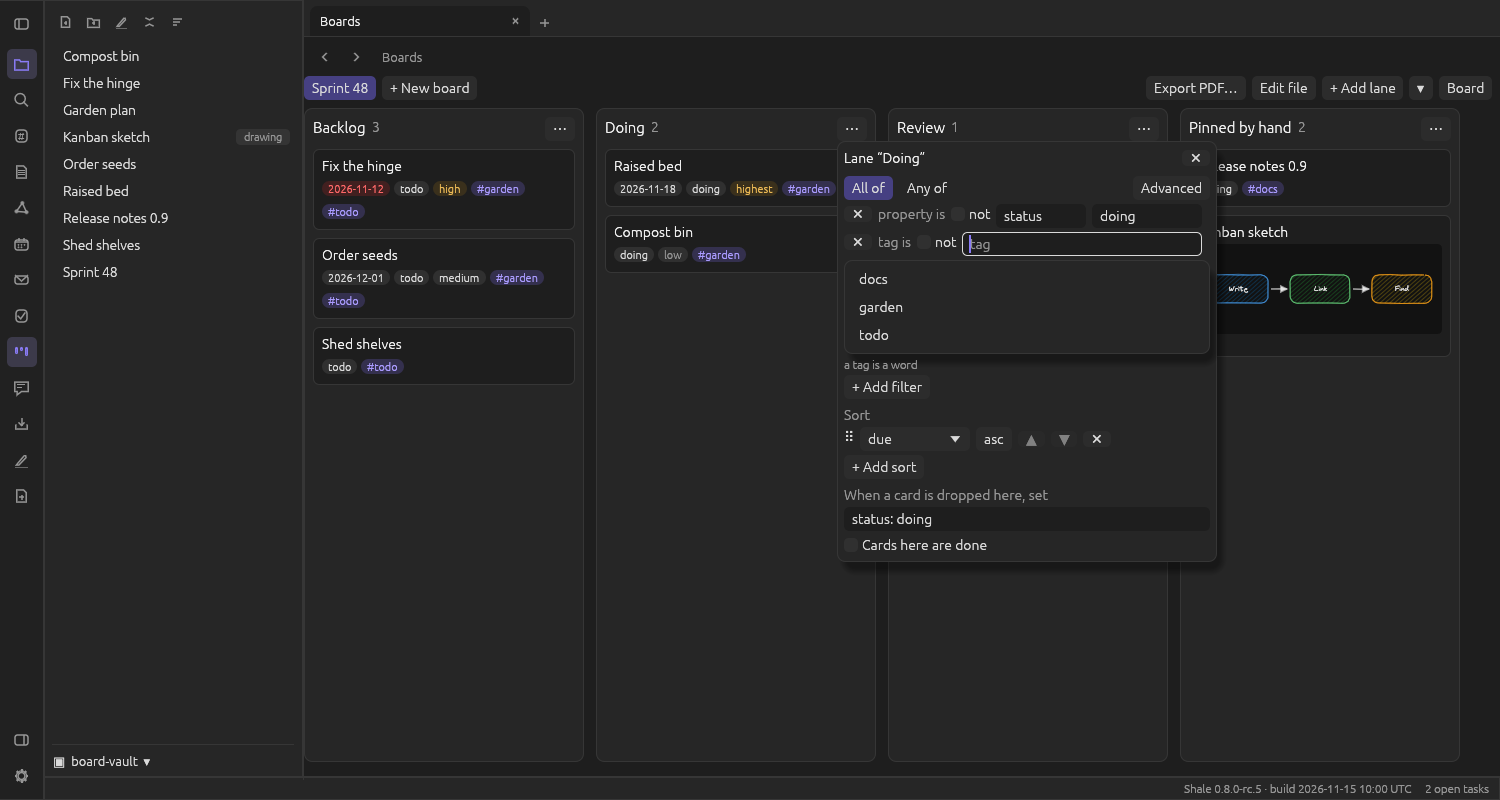 Boards
Compost bin
Fix the hinge
Garden plan
Kanban sketch drawing
Order seeds
Raised bed
Release notes 0.9
Shed shelves
Sprint 48
board-vault
Boards
Sprint 48 + New board Export PDF... Edit file + Add lane Board
Backlog 3
Fix the hinge
2026-11-12 todo high #garden
#todo
Order seeds
2026-12-01 todo medium #garden
#todo
Shed shelves
todo #todo
Doing 2
Raised bed
2026-11-18 doing highest #garden
Compost bin
doing low #garden
Review 1
Lane “Doing”
All of Any of Advanced
property is not status doing
tag is not tag
docs
garden
todo
a tag is a word
+ Add filter
Sort
due asc
+ Add sort
When a card is dropped here, set
status: doing
Cards here are done
Pinned by hand 2
ease notes 0.9
ing #docs
nban sketch
Write Link Find
Shale 0.8.0-rc.5 · build 2026-11-15 10:00 UTC 2 open tasks